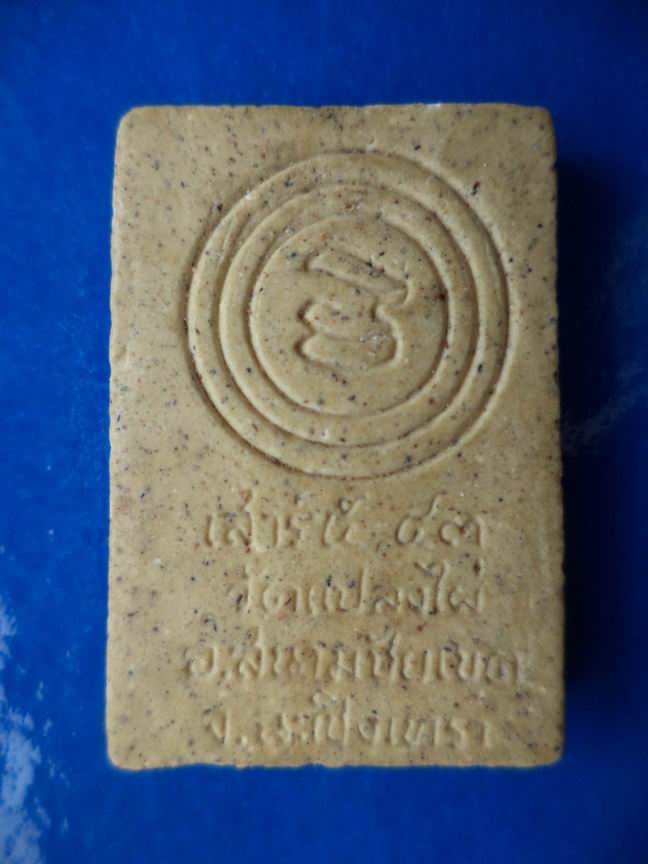 เสาร์ ๕ ๔๓
วัดแปลงไผ่
อ.สนามชัยเขต
จ.ฉะเชิงเทรา